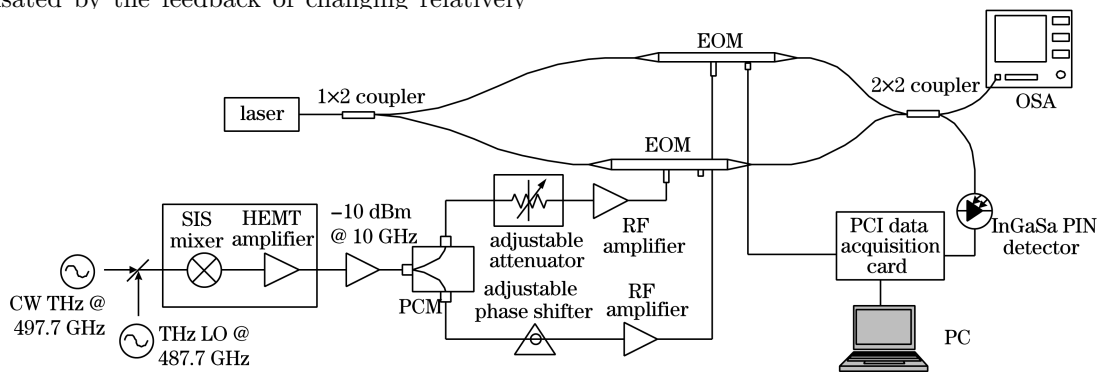 sated by the feedback of changing relatively
EOM
2×2 coupler
OSA
1×2 coupler
laser
EOM
SIS
mixer
HEMT
amplifier
−10 dBm
@ 10 GHz
adjustable
attenuator
RF
amplifier
PCI data
acquisition
card
InGaSa PIN
detector
CW THz @
497.7 GHz
THz LO @
487.7 GHz
PCM
adjustable
phase shifter
RF
amplifier
PC